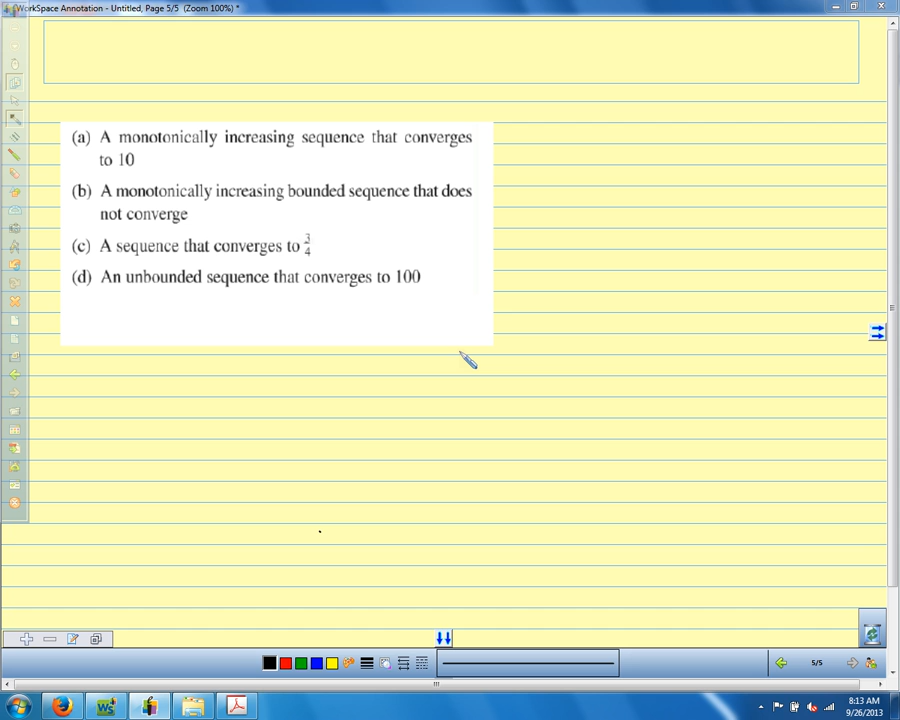 WorkSpace Annotation - Untitled, Page 5/5 (Zoom 100%) *
(a) A monotonically increasing sequence that converges
to 10
(b) A monotonically increasing bounded sequence that does
not converge
(c) A sequence that converges to 3/4
(d) An unbounded sequence that converges to 100
5/5
8:13 AM
9/26/2013